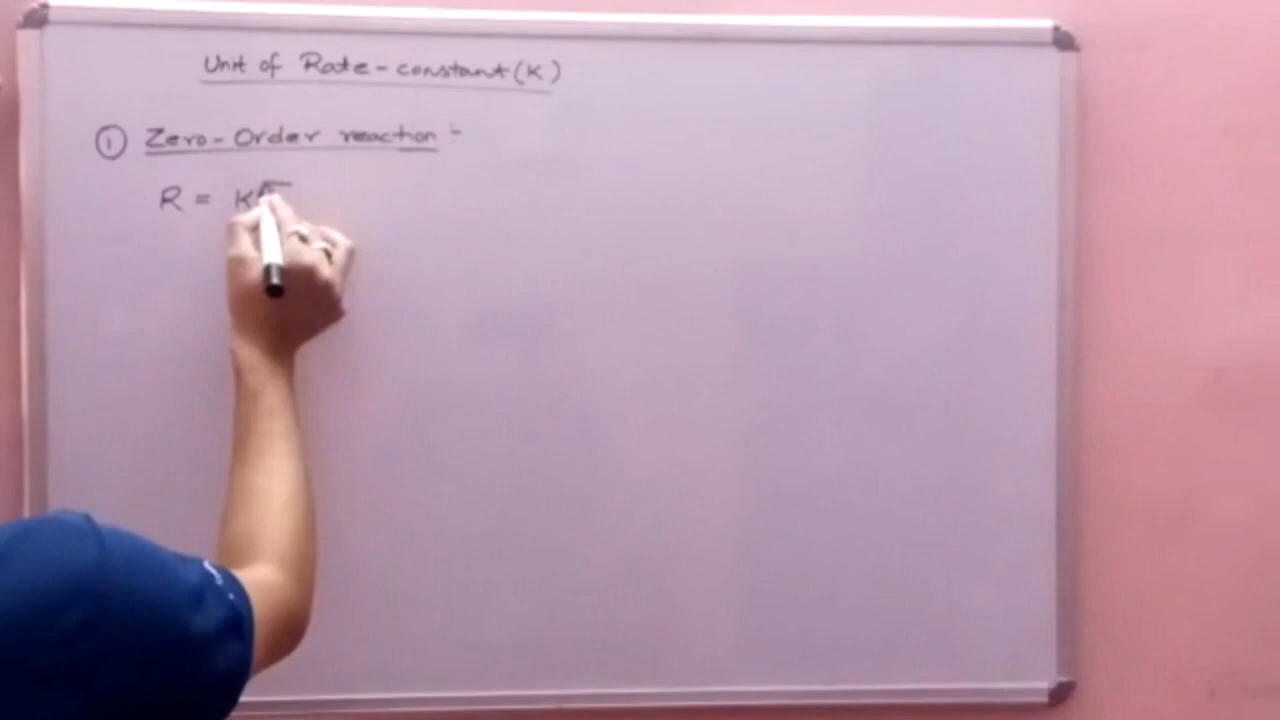 Unit of Rate-constant (K)
① Zero-Order reaction :-
R = K